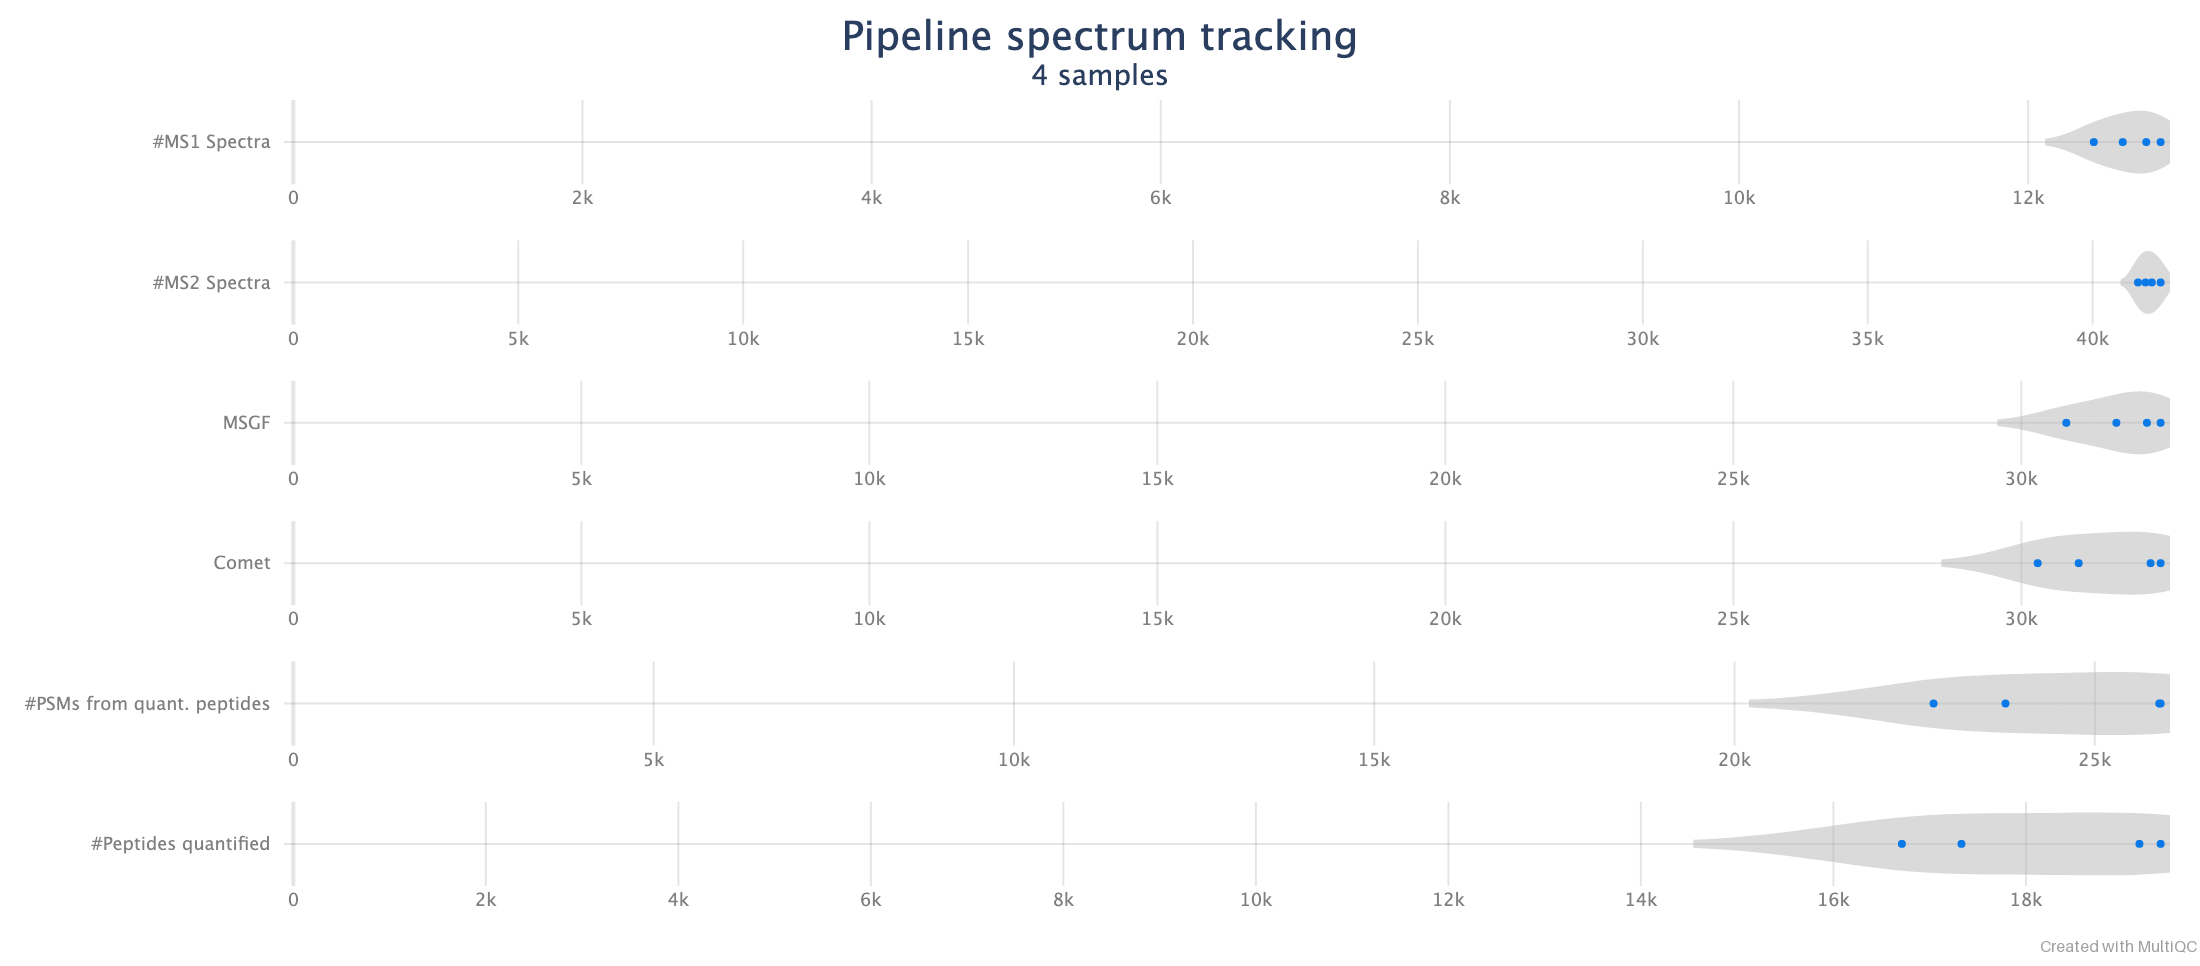 Pipeline spectrum tracking
4 samples
#MS1 Spectra
0 2k 4k 6k 8k 10k 12k
#MS2 Spectra
0 5k 10k 15k 20k 25k 30k 35k 40k
MSGF
0 5k 10k 15k 20k 25k 30k
Comet
0 5k 10k 15k 20k 25k 30k
#PSMs from quant. peptides
0 5k 10k 15k 20k 25k
#Peptides quantified
0 2k 4k 6k 8k 10k 12k 14k 16k 18k
Created with MultiQC